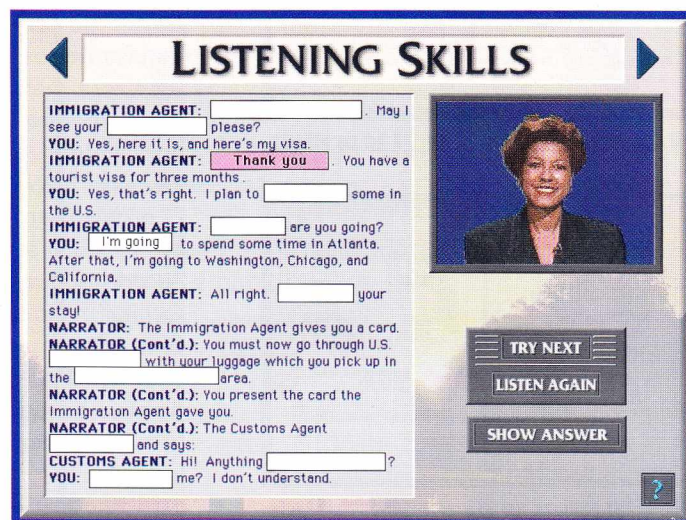 LISTENING SKILLS
IMMIGRATION AGENT: . May I
see your please?
YOU: Yes, here it is, and here's my visa.
IMMIGRATION AGENT: Thank you . You have a
tourist visa for three months .
YOU: Yes, that's right. I plan to some in
the U.S.
IMMIGRATION AGENT: are you going?
YOU: I'm going to spend some time in Atlanta.
After that, I'm going to Washington, Chicago, and
California.
IMMIGRATION AGENT: All right. your
stay!
NARRATOR: The Immigration Agent gives you a card.
NARRATOR (Cont'd.): You must now go through U.S.
with your luggage which you pick up in
the area.
NARRATOR (Cont'd.): You present the card the
Immigration Agent gave you.
NARRATOR (Cont'd.): The Customs Agent
and says:
CUSTOMS AGENT: Hi! Anything ?
YOU: me? I don't understand.
TRY NEXT
LISTEN AGAIN
SHOW ANSWER
?